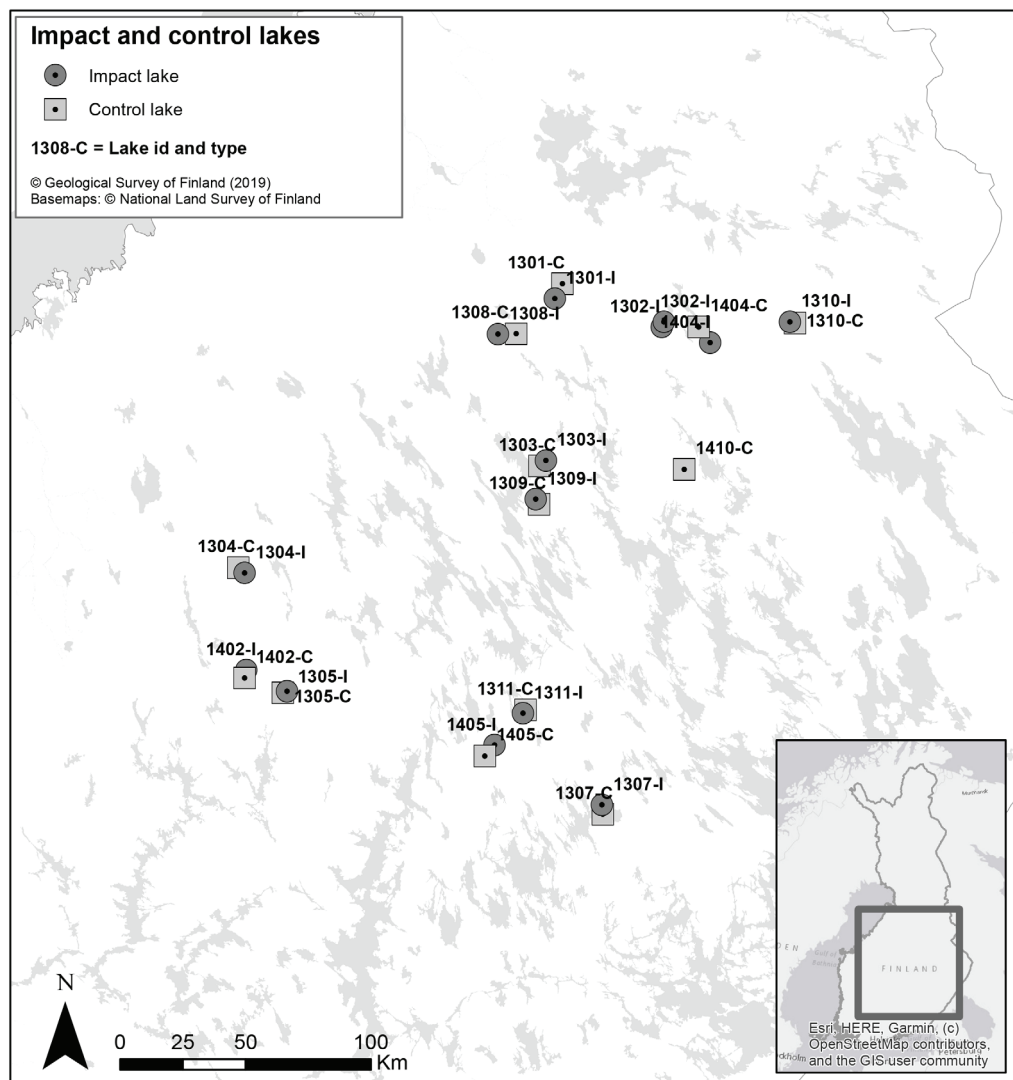 Impact and control lakes
Impact lake
Control lake
1308-C = Lake id and type
© Geological Survey of Finland (2019)
Basemaps: © National Land Survey of Finland
1301-C
1301-I
1308-C
1308-I
1302-I
1302-I
1404-C
1404-I
1310-I
1310-C
1303-C
1303-I
1309-C
1309-I
1410-C
1304-C
1304-I
1402-I
1402-C
1305-I
1305-C
1311-C
1311-I
1405-I
1405-C
1307-C
1307-I
N
0 25 50 100
Km
DEN
Gulf of
FINLAND
Esri, HERE, Garmin, (c)
OpenStreetMap contributors,
and the GIS user community